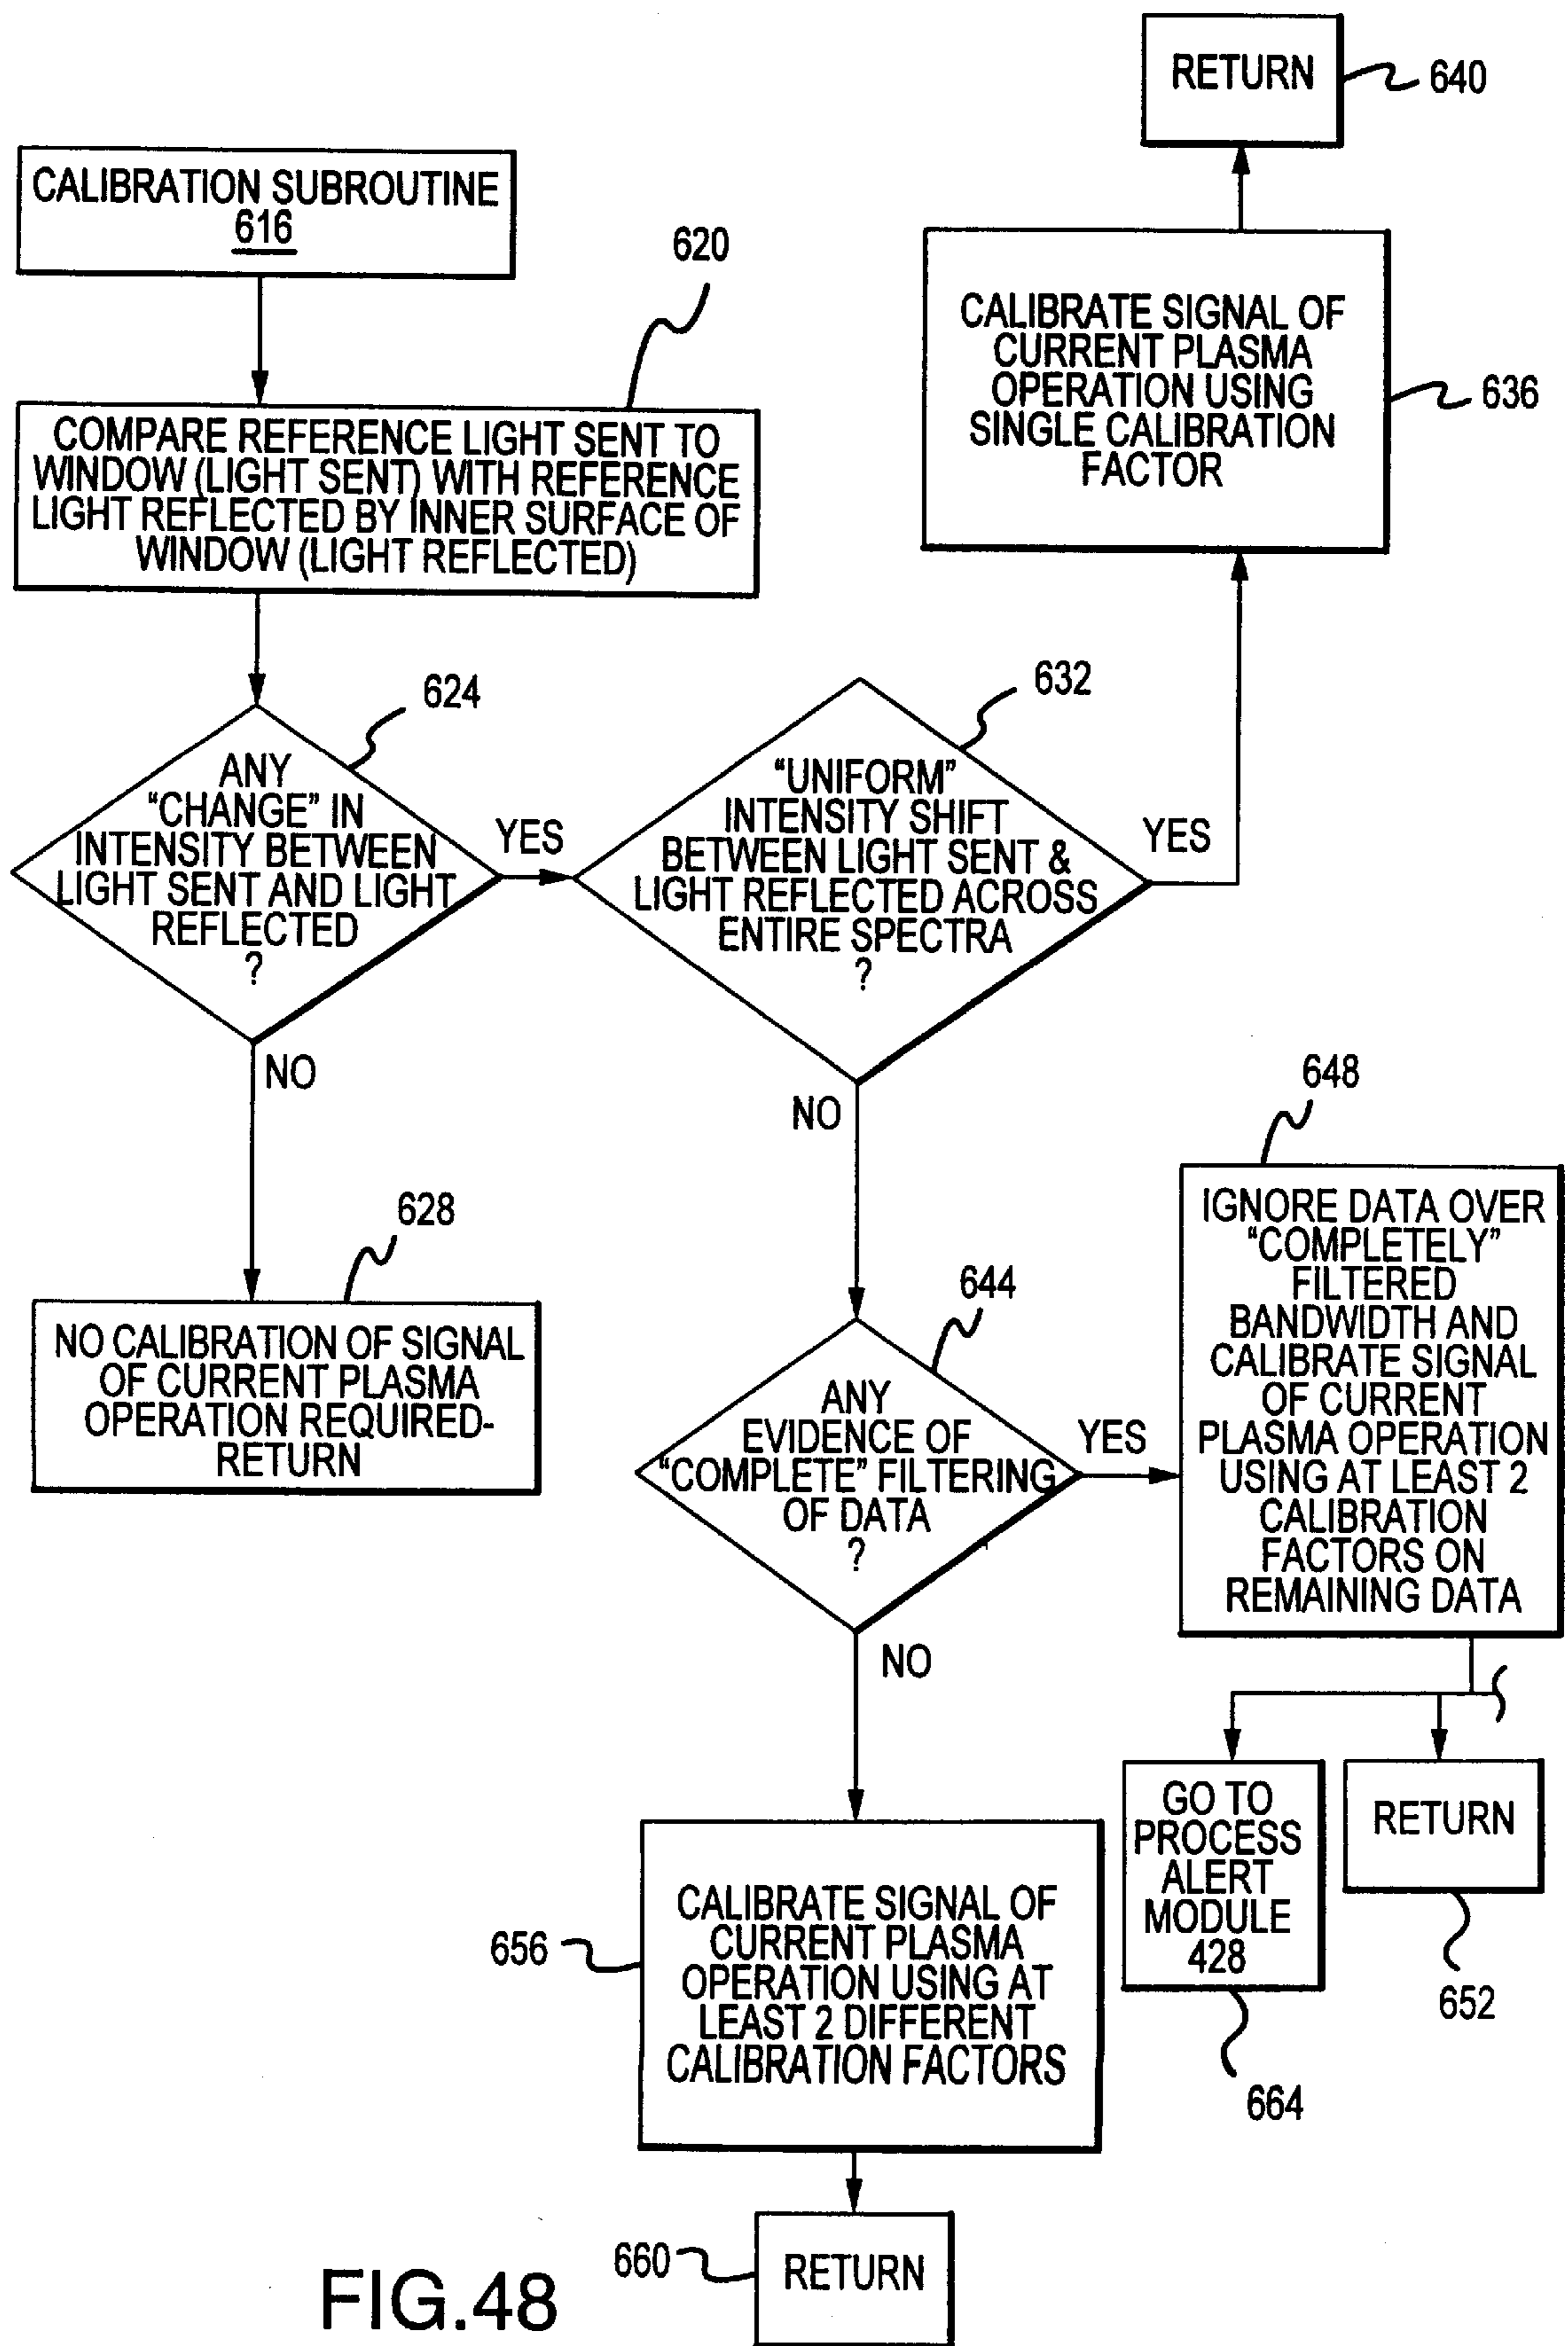 RETURN
640
CALIBRATION SUBROUTINE
616
620
CALIBRATE SIGNAL OF
CURRENT PLASMA
OPERATION USING
SINGLE CALIBRATION
FACTOR
636
COMPARE REFERENCE LIGHT SENT TO
WINDOW (LIGHT SENT) WITH REFERENCE
LIGHT REFLECTED BY INNER SURFACE OF
WINDOW (LIGHT REFLECTED)
624
ANY
“CHANGE” IN
INTENSITY BETWEEN
LIGHT SENT AND LIGHT
REFLECTED
?
YES
NO
632
“UNIFORM”
INTENSITY SHIFT
BETWEEN LIGHT SENT &
LIGHT REFLECTED ACROSS
ENTIRE SPECTRA
?
YES
NO
628
NO CALIBRATION OF SIGNAL
OF CURRENT PLASMA
OPERATION REQUIRED-
RETURN
644
ANY
EVIDENCE OF
“COMPLETE” FILTERING
OF DATA
?
YES
NO
648
IGNORE DATA OVER
“COMPLETELY”
FILTERED
BANDWIDTH AND
CALIBRATE SIGNAL
OF CURRENT
PLASMA OPERATION
USING AT LEAST 2
CALIBRATION
FACTORS ON
REMAINING DATA
GO TO
PROCESS
ALERT
MODULE
428
664
RETURN
652
656
CALIBRATE SIGNAL OF
CURRENT PLASMA
OPERATION USING AT
LEAST 2 DIFFERENT
CALIBRATION FACTORS
660
RETURN
FIG.48